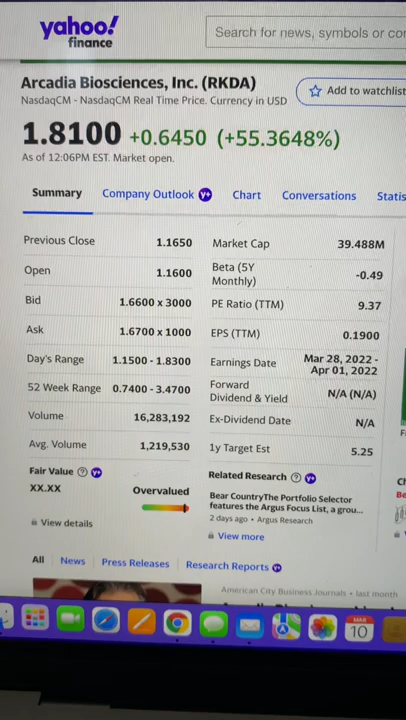 yahoo!
finance
Search for news, symbols or
Arcadia Biosciences, Inc. (RKDA)
NasdaqCM - NasdaqCM Real Time Price. Currency in USD
Add to watchlist
1.8100 +0.6450 (+55.3648%)
As of 12:06PM EST. Market open.
Summary Company Outlook y+ Chart Conversations Statis
Previous Close 1.1650
Open 1.1600
Bid 1.6600 x 3000
Ask 1.6700 x 1000
Day's Range 1.1500 - 1.8300
52 Week Range 0.7400 - 3.4700
Volume 16,283,192
Avg. Volume 1,219,530
Market Cap 39.488M
Beta (5Y
Monthly) -0.49
PE Ratio (TTM) 9.37
EPS (TTM) 0.1900
Earnings Date Mar 28, 2022 -
Apr 01, 2022
Forward
Dividend & Yield N/A (N/A)
Ex-Dividend Date N/A
1y Target Est 5.25
Fair Value ? y+
XX.XX Overvalued
View details
Related Research ? y+
Bear CountryThe Portfolio Selector
features the Argus Focus List, a grou...
2 days ago • Argus Research
View more
All News Press Releases Research Reports y+
American City Business Journals • last month
MAR
10